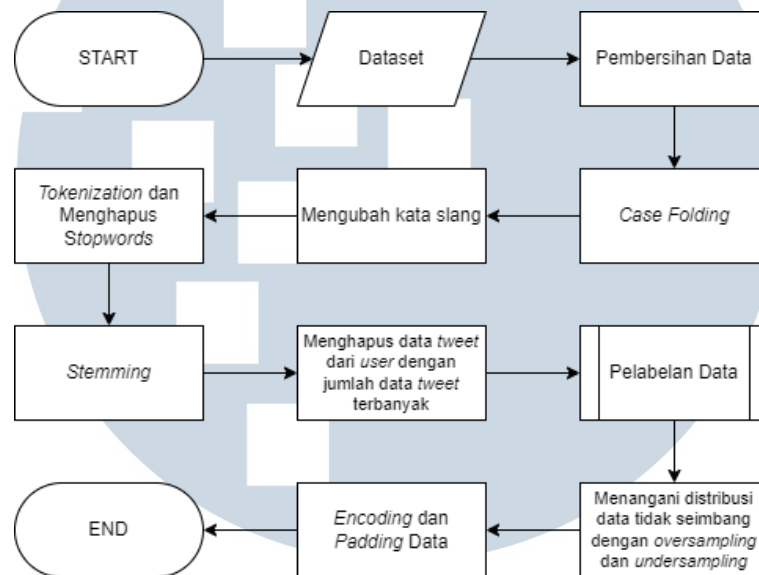 START
Dataset
Pembersihan Data
Case Folding
Mengubah kata slang
Tokenization dan
Menghapus
Stopwords
Stemming
Menghapus data tweet
dari user dengan
jumlah data tweet
terbanyak
Pelabelan Data
Menangani distribusi
data tidak seimbang
dengan oversampling
dan undersampling
Encoding dan
Padding Data
END